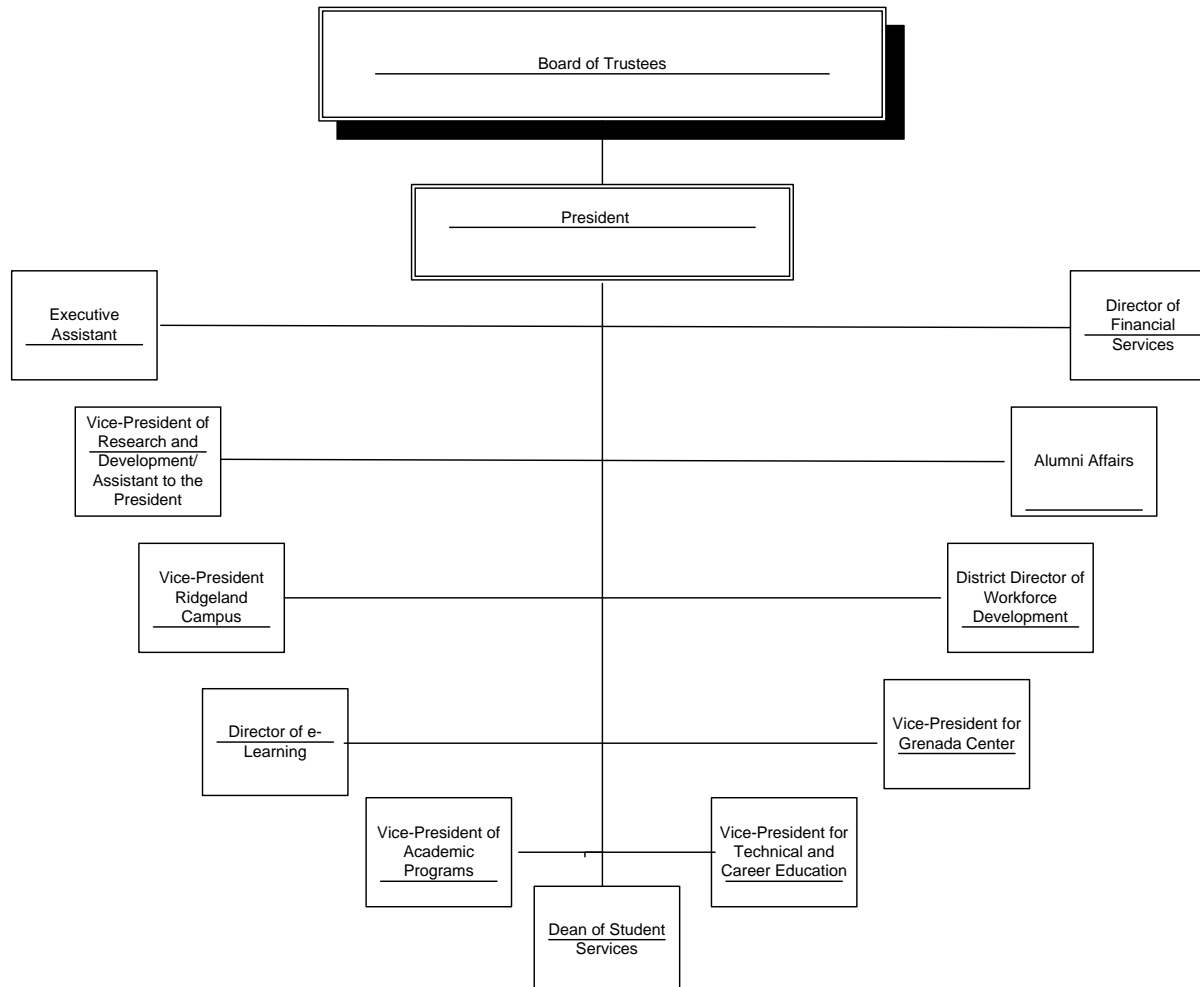 Board of Trustees
President
Executive
Assistant
Director of
Financial
Services
Vice-President of
Research and
Development/
Assistant to the
President
Alumni Affairs
Vice-President
Ridgeland
Campus
District Director of
Workforce
Development
Director of e-
Learning
Vice-President for
Grenada Center
Vice-President of
Academic
Programs
Vice-President for
Technical and
Career Education
Dean of Student
Services